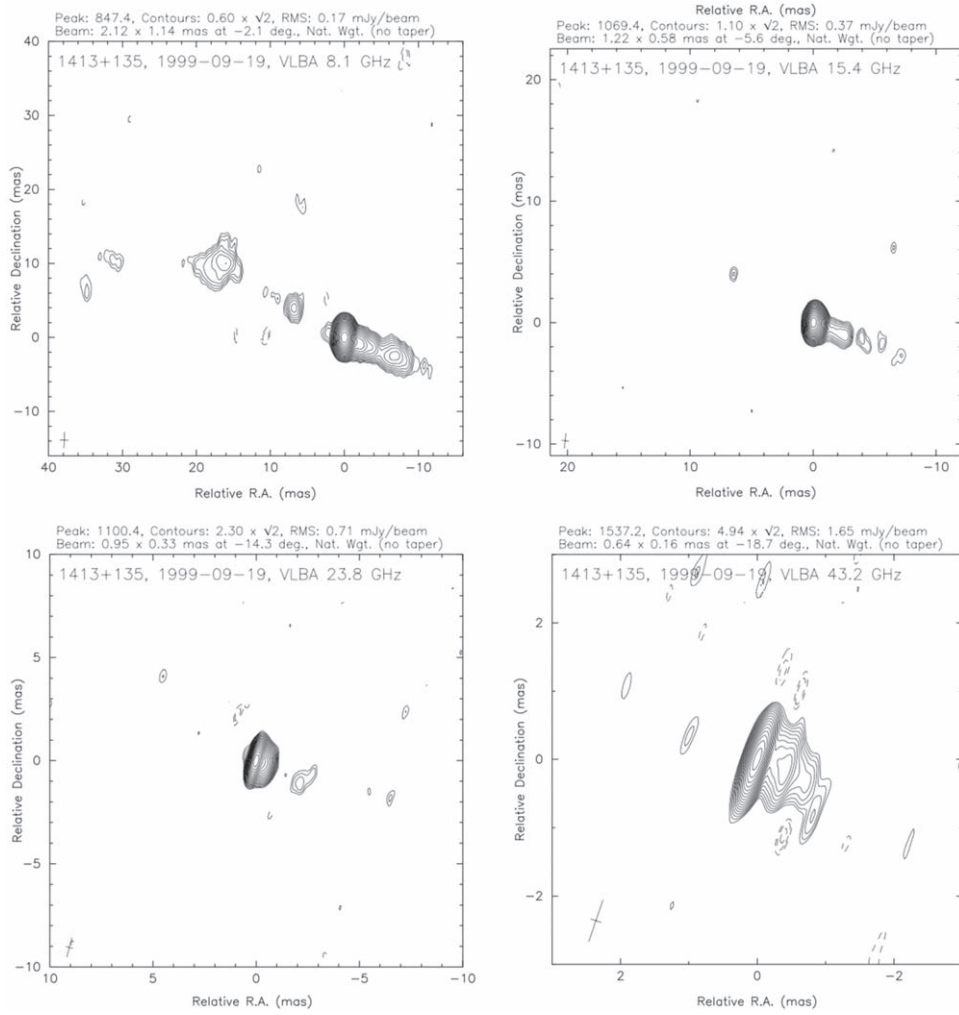 Peak: 847.4, Contours: 0.60 x √2, RMS: 0.17 mJy/beam
Beam: 2.12 x 1.14 mas at −2.1 deg., Nat. Wgt. (no taper)
1413+135, 1999−09−19, VLBA 8.1 GHz
40
30
20
10
0
−10
Relative Declination (mas)
40
30
20
10
0
−10
Relative R.A. (mas)
Relative R.A. (mas)
Peak: 1069.4, Contours: 1.10 x √2, RMS: 0.37 mJy/beam
Beam: 1.22 x 0.58 mas at −5.6 deg., Nat. Wgt. (no taper)
1413+135, 1999−09−19, VLBA 15.4 GHz
20
10
0
−10
Relative Declination (mas)
20
10
0
−10
Relative R.A. (mas)
Peak: 1100.4, Contours: 2.30 x √2, RMS: 0.71 mJy/beam
Beam: 0.95 x 0.33 mas at −14.3 deg., Nat. Wgt. (no taper)
1413+135, 1999−09−19, VLBA 23.8 GHz
10
5
0
−5
−10
Relative Declination (mas)
10
5
0
−5
−10
Relative R.A. (mas)
Peak: 1537.2, Contours: 4.94 x √2, RMS: 1.65 mJy/beam
Beam: 0.64 x 0.16 mas at −18.7 deg., Nat. Wgt. (no taper)
1413+135, 1999−09−19, VLBA 43.2 GHz
2
0
−2
Relative Declination (mas)
2
0
−2
Relative R.A. (mas)